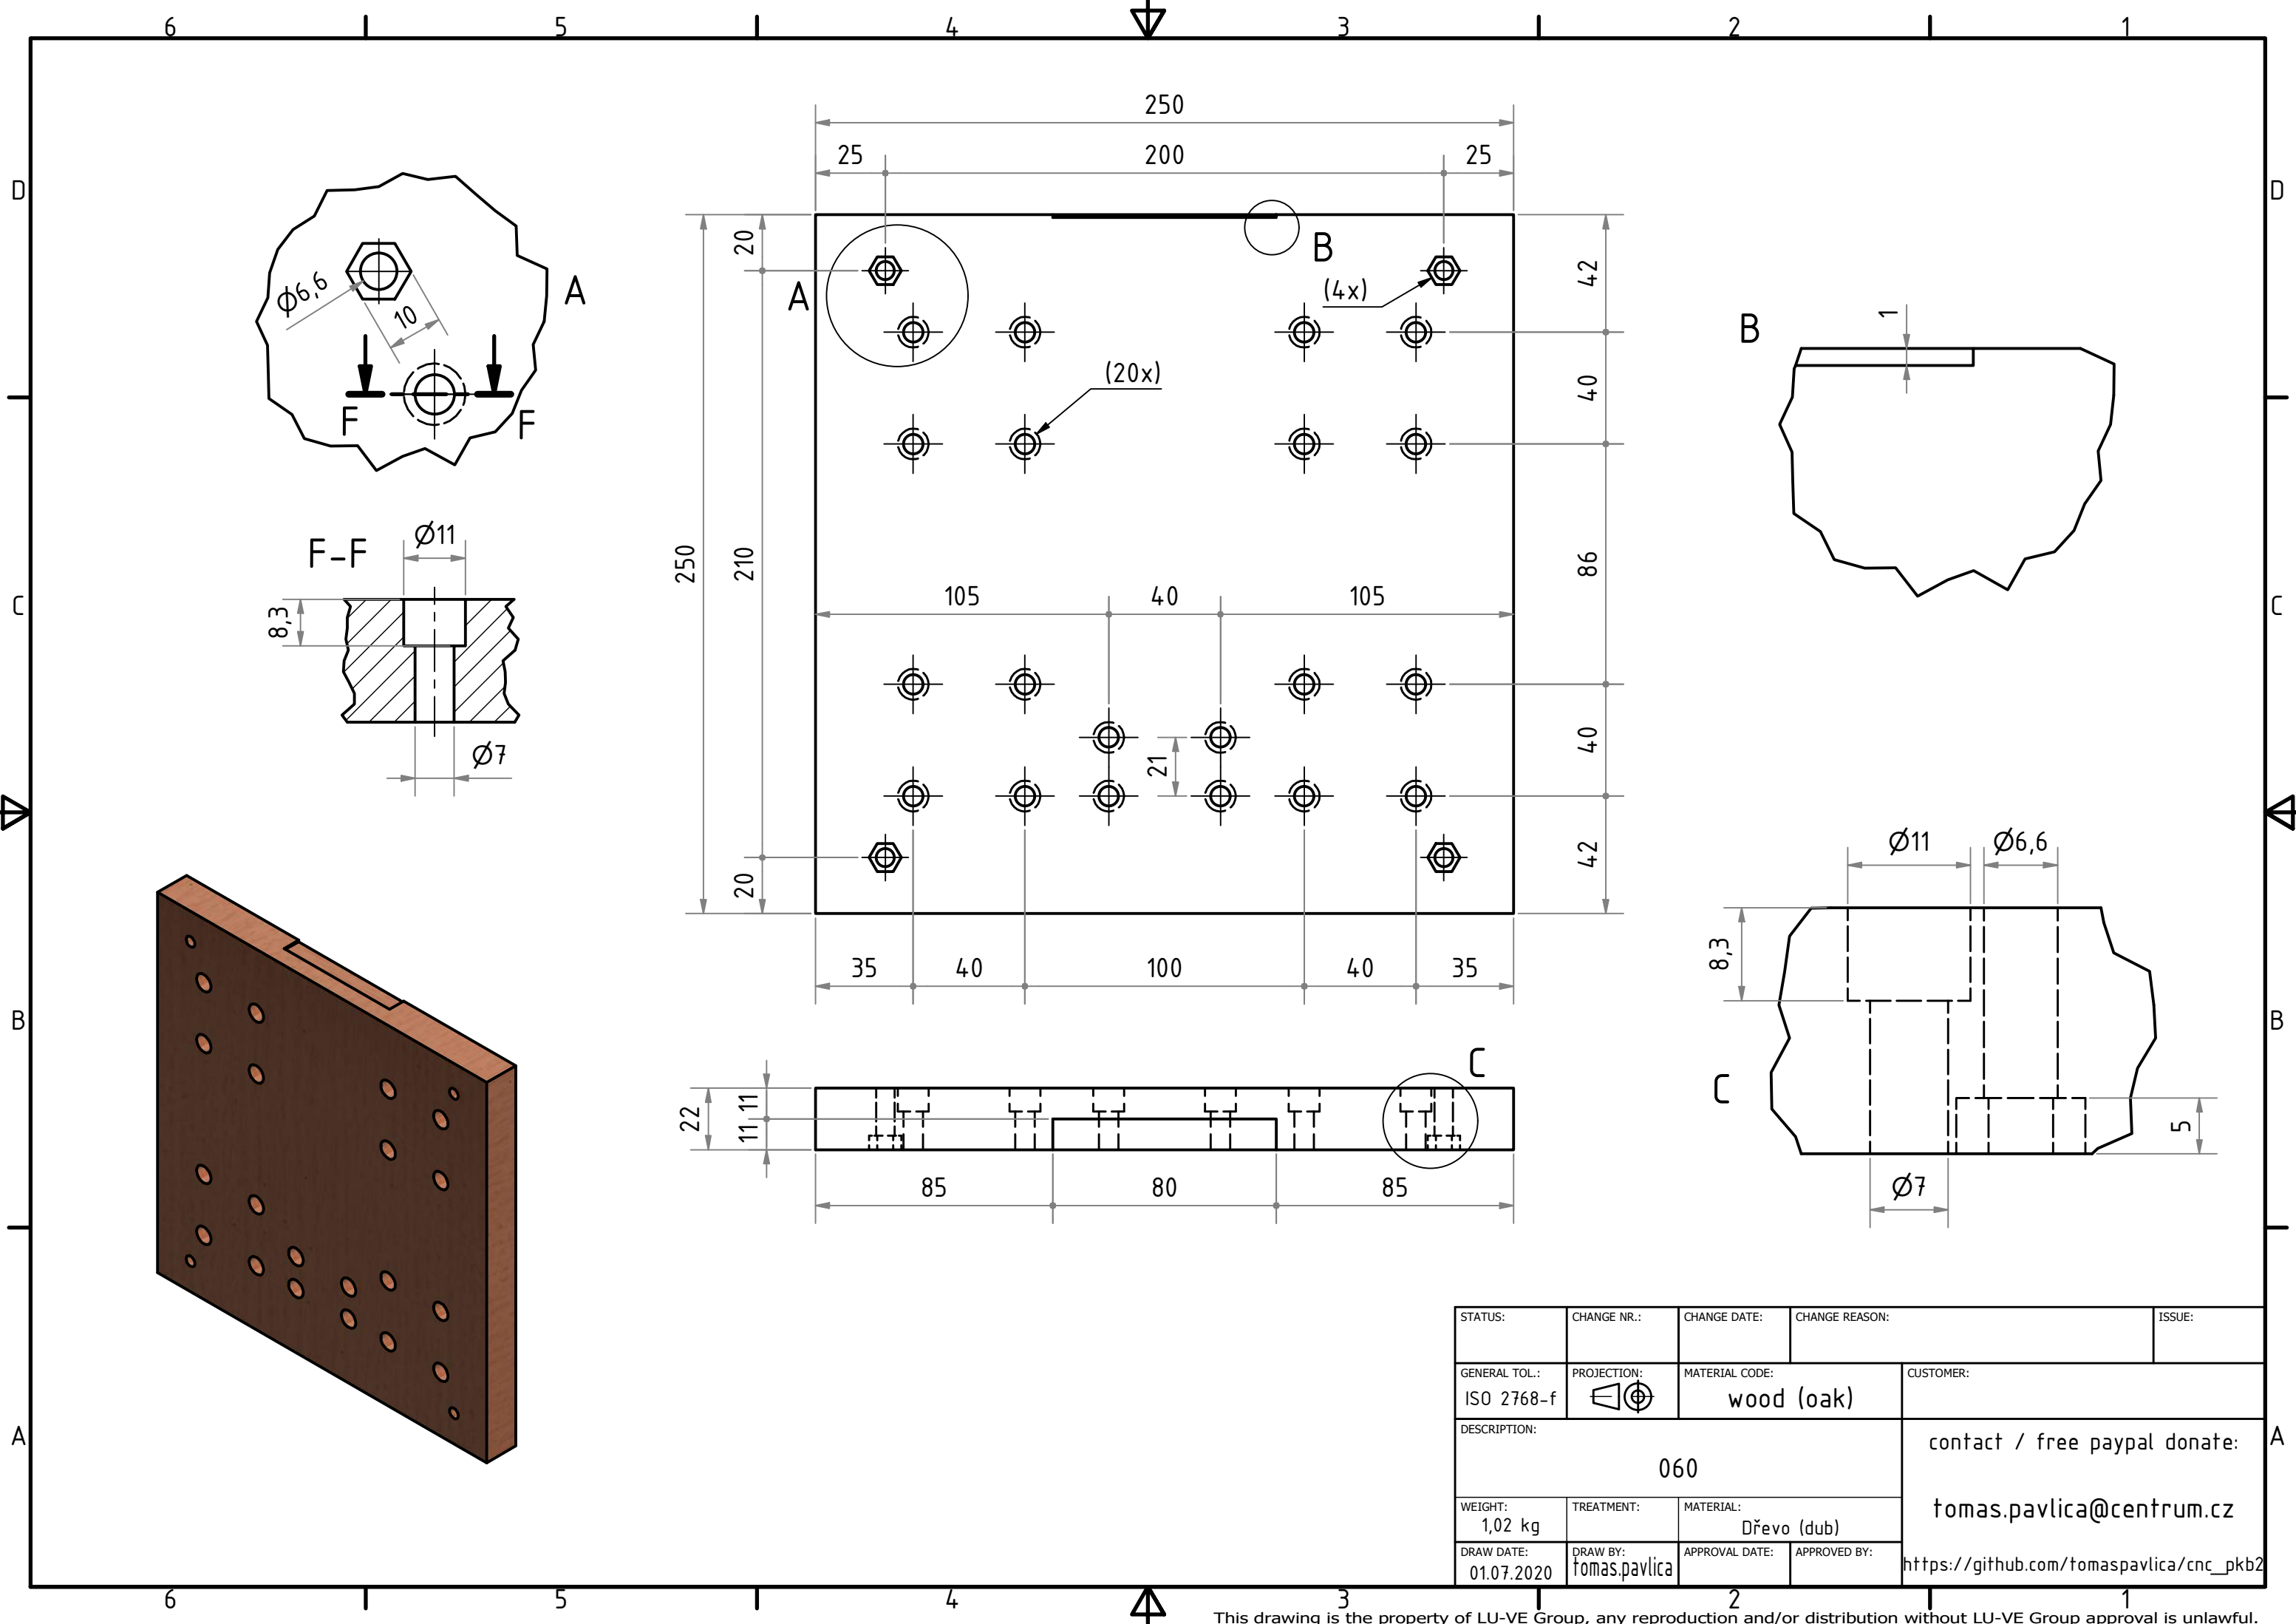 6 5 4 3 2 1
250
25 200 25
D D
20 B 42
A (4x)
Ø6,6 A
10
1
B
(20x) 40
F F
Ø11
F-F
250 210 86
105 40 105
C C
8,3
Ø7
21 40
20 42
Ø11 Ø6,6
35 40 100 40 35
8,3
B B
C
22 11 11
C
5
85 80 85
Ø7
STATUS: CHANGE NR.: CHANGE DATE: CHANGE REASON: ISSUE:
GENERAL TOL.: PROJECTION: MATERIAL CODE: CUSTOMER:
ISO 2768-f wood (oak)
DESCRIPTION:
A A
contact / free paypal donate:
060
WEIGHT: TREATMENT: MATERIAL:
1,02 kg Dřevo (dub)
tomas.pavlica@centrum.cz
DRAW DATE: DRAW BY: APPROVAL DATE: APPROVED BY:
01.07.2020 tomas.pavlica
https://github.com/tomaspavlica/cnc_pkb2
6 5 4 3 2 1
This drawing is the property of LU-VE Group, any reproduction and/or distribution without LU-VE Group approval is unlawful.